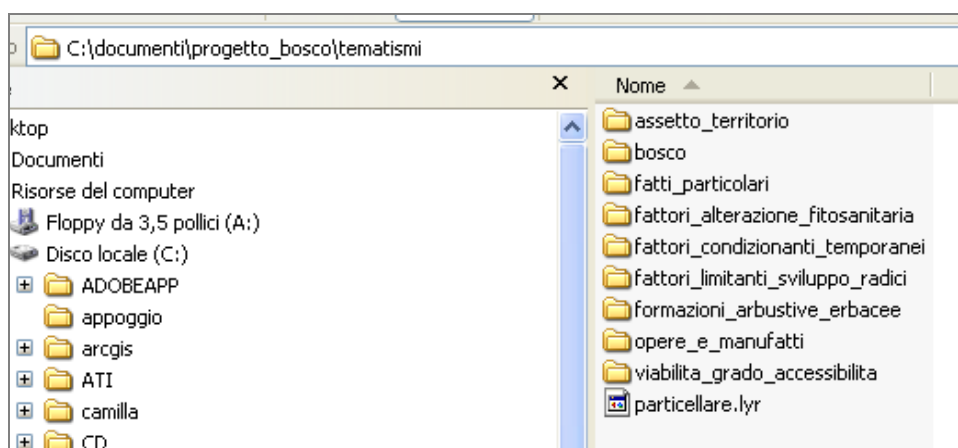 C:\documenti\progetto_bosco\tematismi
Nome
ktop
Documenti
Risorse del computer
Floppy da 3,5 pollici (A:)
Disco locale (C:)
ADOBEAPP
appoggio
arcgis
ATI
camilla
CD
assetto_territorio
bosco
fatti_particolari
fattori_alterazione_fitosanitaria
fattori_condizionanti_temporanei
fattori_limitanti_sviluppo_radici
formazioni_arbustive_erbacee
opere_e_manufatti
viabilita_grado_accessibilita
particellare.lyr